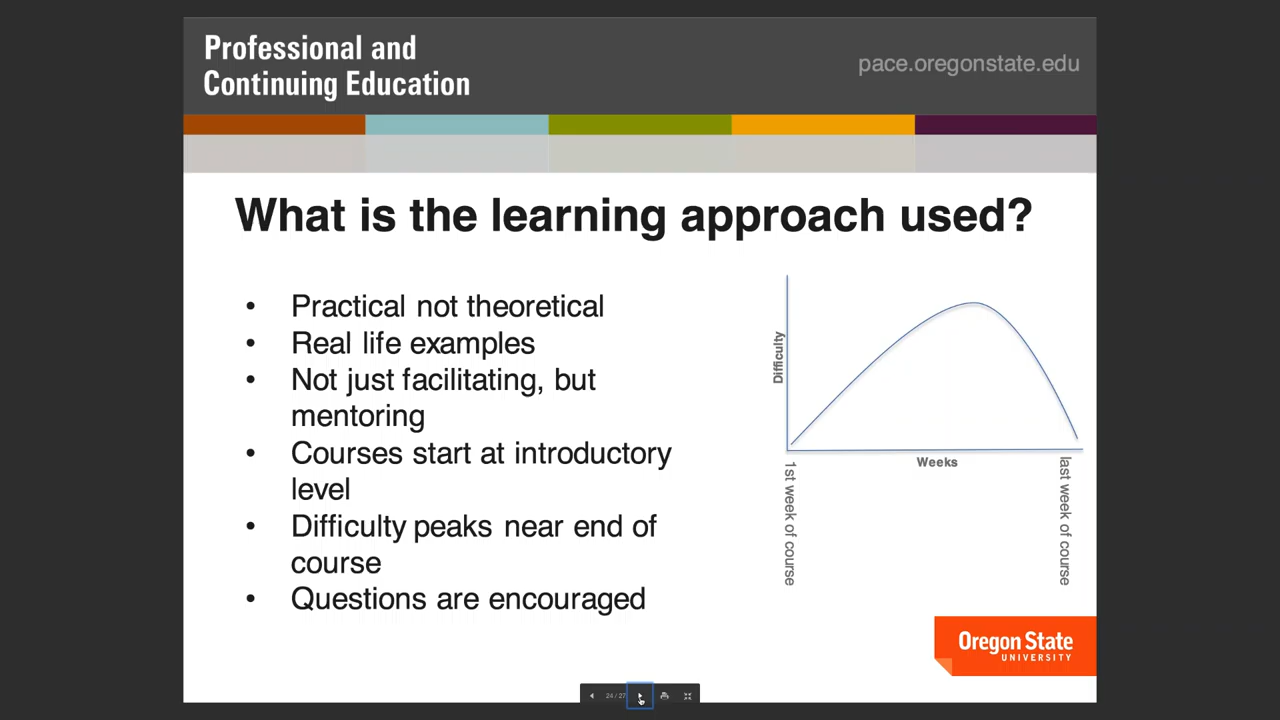 Professional and
Continuing Education
pace.oregonstate.edu
What is the learning approach used?
• Practical not theoretical
• Real life examples
• Not just facilitating, but
mentoring
• Courses start at introductory
level
• Difficulty peaks near end of
course
• Questions are encouraged
Difficulty
Weeks
1st week of course
last week of course
Oregon State
UNIVERSITY
24 / 27